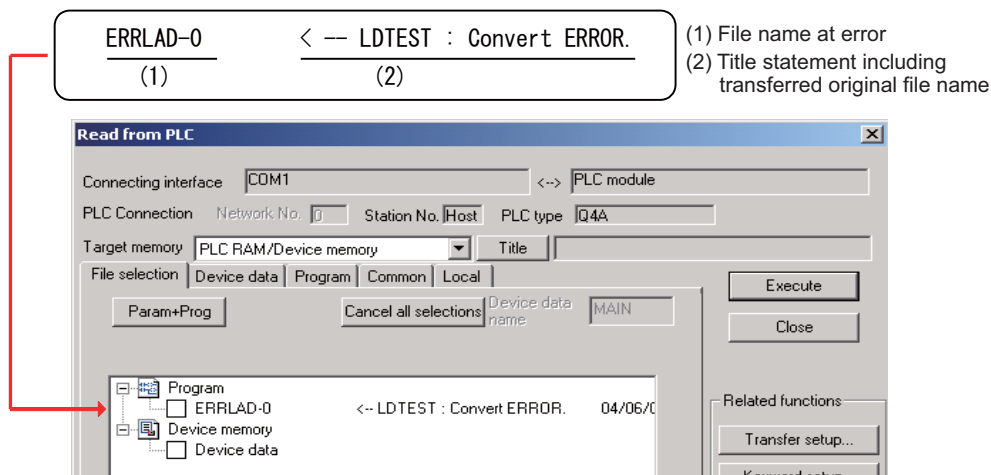 ERRLAD-0 < -- LDTEST : Convert ERROR.
(1) (2)
(1) File name at error
(2) Title statement including
transferred original file name
Read from PLC
Connecting interface COM1 <--> PLC module
PLC Connection Network No. 0 Station No. Host PLC type Q4A
Target memory PLC RAM/Device memory Title
File selection Device data Program Common Local
Execute
Param+Prog Cancel all selections Device data name MAIN
Close
Program
ERRLAD-0 <-- LDTEST : Convert ERROR. 04/06/
Related functions
Device memory
Device data
Transfer setup...